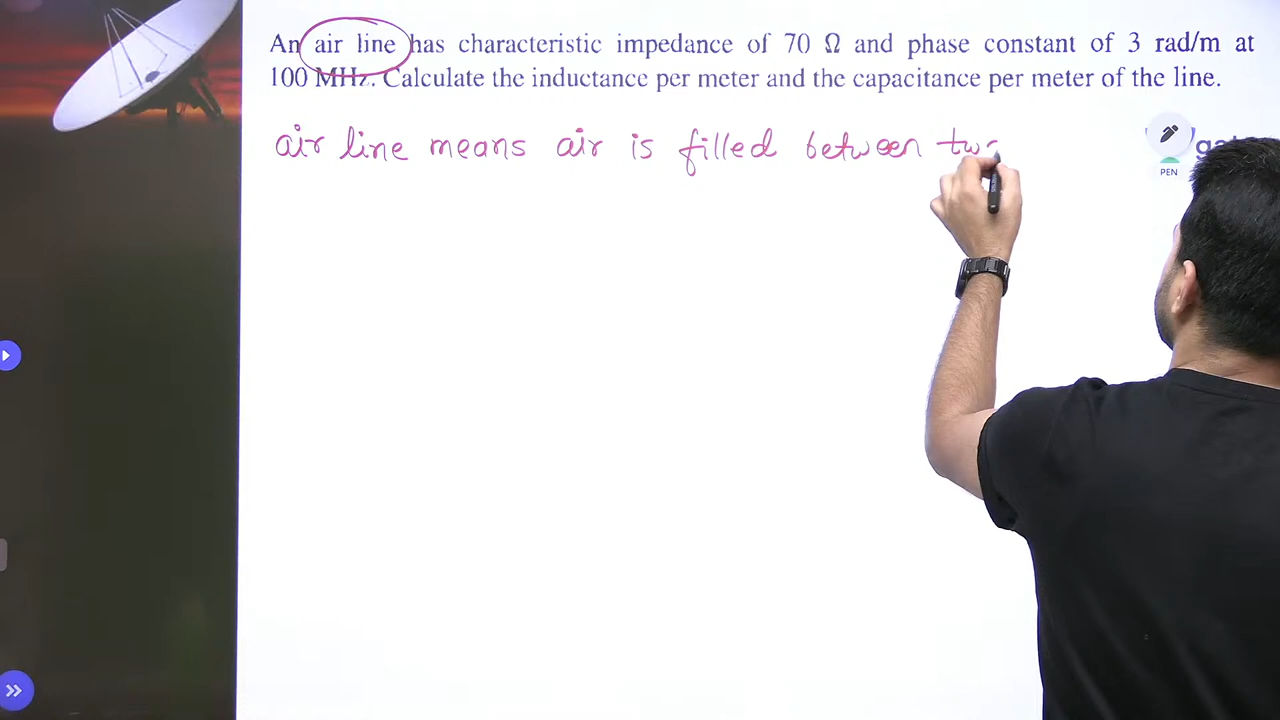 An air line has characteristic impedance of 70 Ω and phase constant of 3 rad/m at
100 MHz. Calculate the inductance per meter and the capacitance per meter of the line.
air line means air is filled between two
PEN